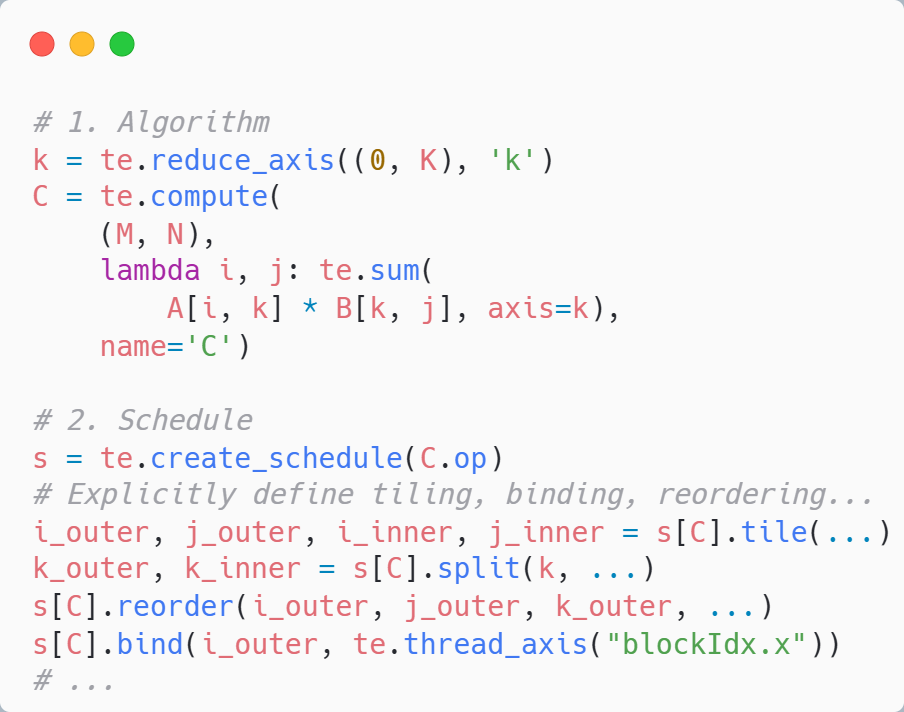 # 1. Algorithm
k = te.reduce_axis((0, K), 'k')
C = te.compute(
    (M, N),
    lambda i, j: te.sum(
        A[i, k] * B[k, j], axis=k),
    name='C')

# 2. Schedule
s = te.create_schedule(C.op)
# Explicitly define tiling, binding, reordering...
i_outer, j_outer, i_inner, j_inner = s[C].tile(...)
k_outer, k_inner = s[C].split(k, ...)
s[C].reorder(i_outer, j_outer, k_outer, ...)
s[C].bind(i_outer, te.thread_axis("blockIdx.x"))
# ...